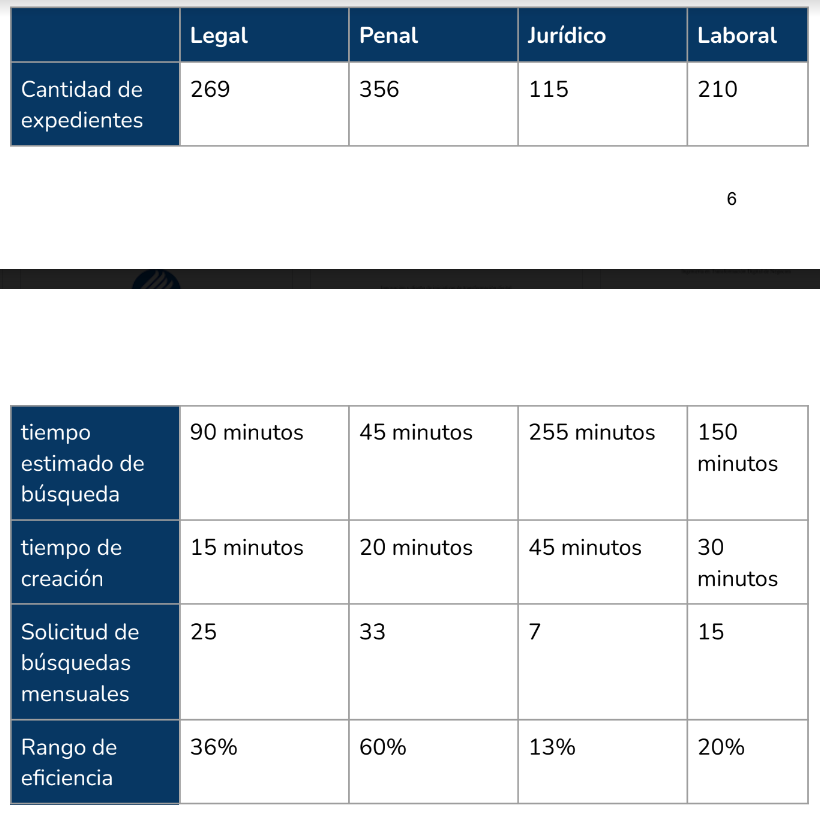 Legal Penal Jurídico Laboral
Cantidad de 269 356 115 210
expedientes
6
tiempo 90 minutos 45 minutos 255 minutos 150
estimado de minutos
búsqueda
tiempo de 15 minutos 20 minutos 45 minutos 30
creación minutos
Solicitud de 25 33 7 15
búsquedas
mensuales
Rango de 36% 60% 13% 20%
eficiencia